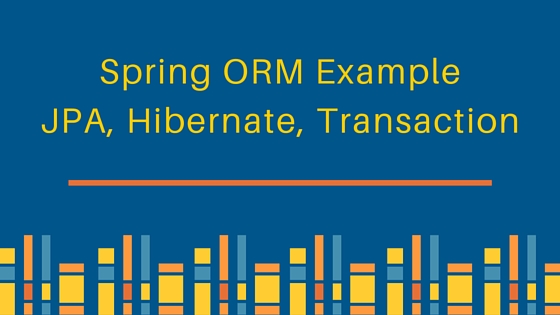 Spring ORM Example
JPA, Hibernate, Transaction